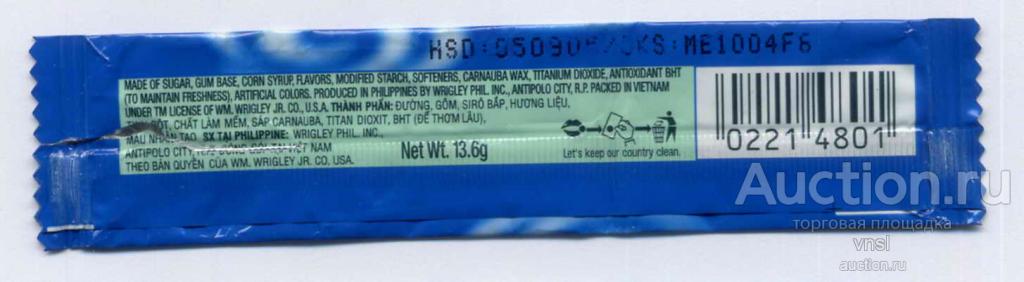 MADE OF SUGAR, GUM BASE, CORN SYRUP, FLAVORS, MODIFIED STARCH, SOFTENERS, CARNAUBA WAX, TITANIUM DIOXIDE, ANTIOXIDANT BHT
(TO MAINTAIN FRESHNESS), ARTIFICIAL COLORS. PRODUCED IN PHILIPPINES BY WRIGLEY PHIL. INC., ANTIPOLO CITY, R.P. PACKED IN VIETNAM
UNDER TM LICENSE OF WM. WRIGLEY JR. CO., U.S.A. THÀNH PHẦN: ĐƯỜNG, GÔM, SIRÔ BẮP, HƯƠNG LIỆU,
BỘT, CHẤT LÀM MỀM, SÁP CARNAUBA, TITAN DIOXIT, BHT (ĐỂ THƠM LÂU),
MÀU NHÂN TẠO. SX TẠI PHILIPPINE: WRIGLEY PHIL. INC.,
ANTIPOLO CITY NAM
THEO BẢN QUYỀN CỦA WM. WRIGLEY JR. CO. USA.
Net Wt. 13.6g
Let's keep our country clean.
0221 4801
Auction.ru
торговая площадка
vnsl
auction.ru